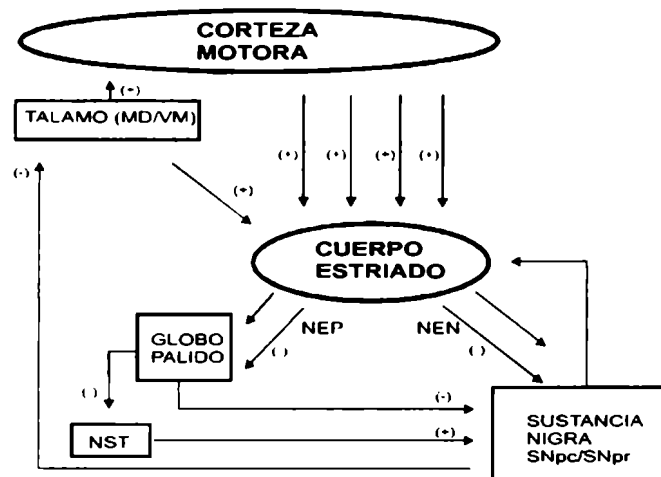 CORTEZA
MOTORA
(+)
TALAMO (MD/VM)
(-)
(+)
(+)
(+)
(+)
(+)
CUERPO
ESTRIADO
NEP
NEN
GLOBO
PALIDO
(-)
(-)
(-)
(-)
NST
(+)
SUSTANCIA
NIGRA
SNpc/SNpr